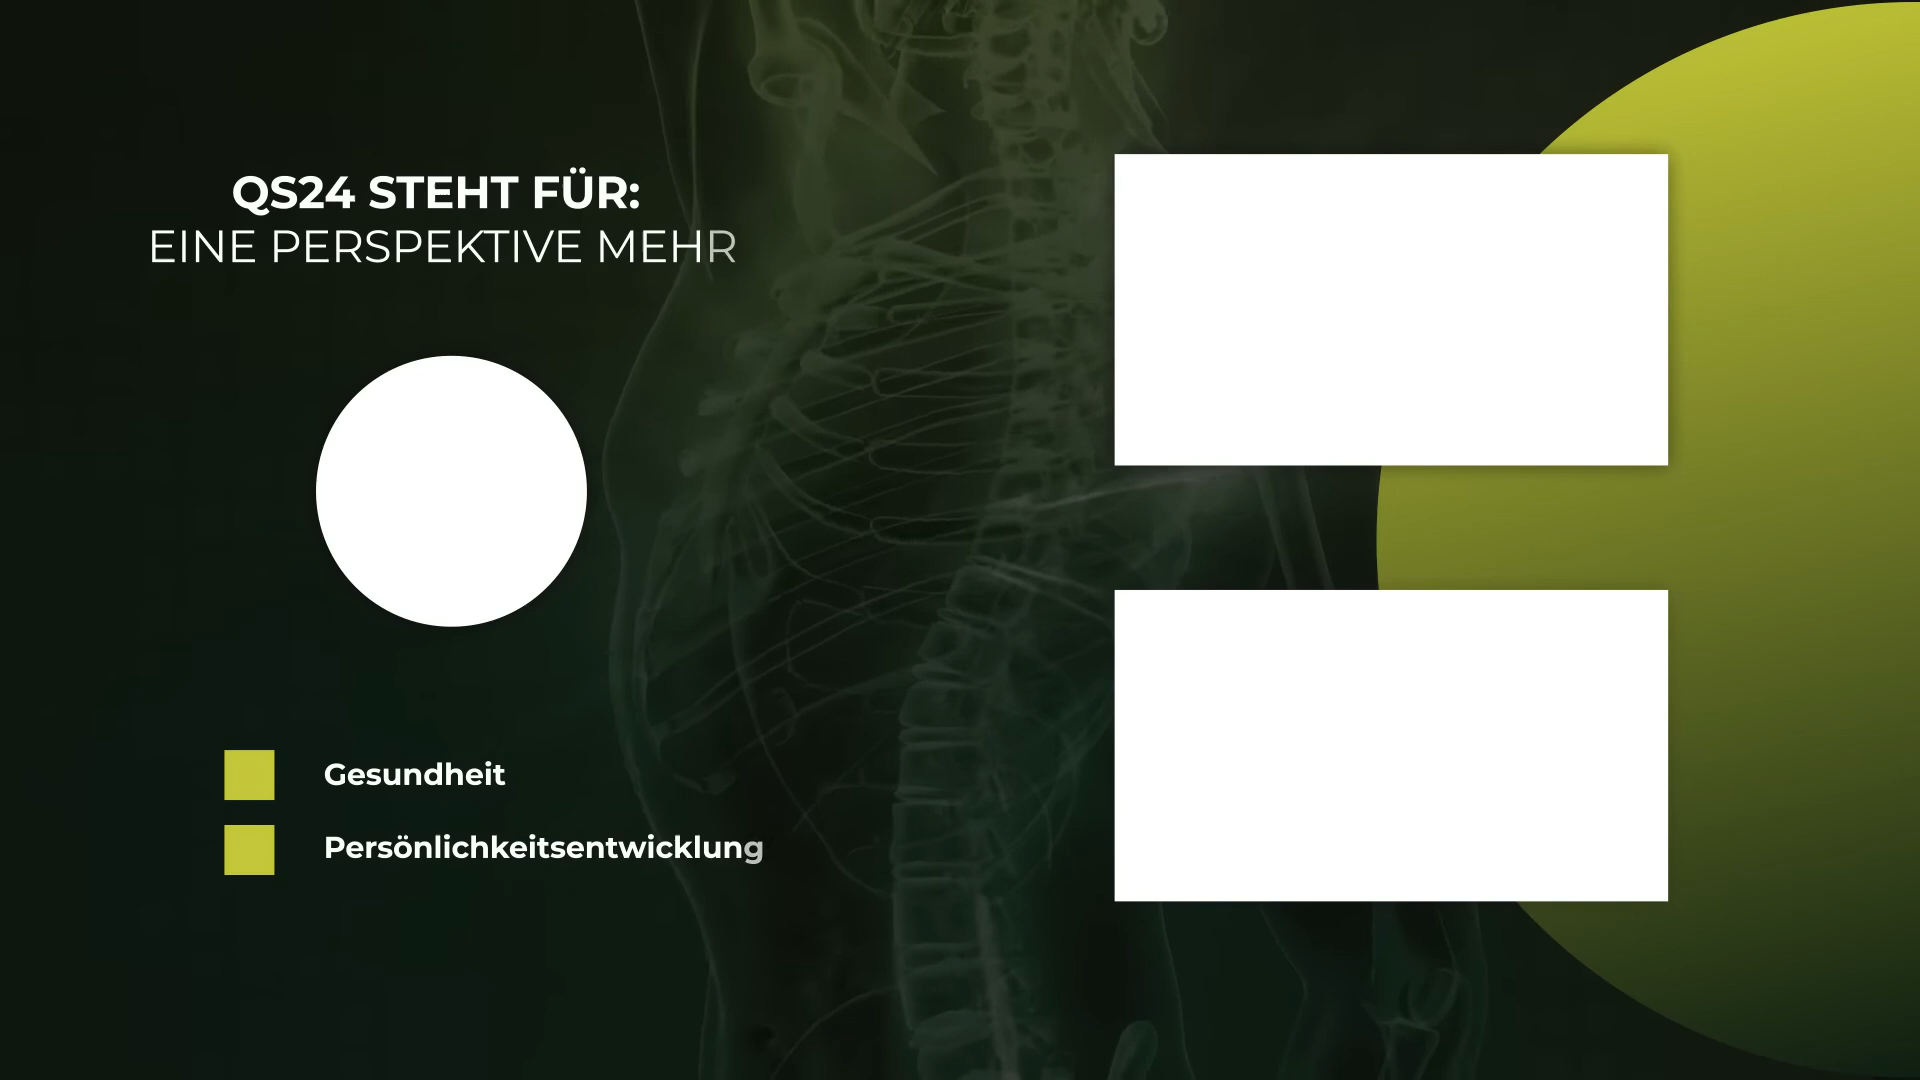 QS24 STEHT FÜR:
EINE PERSPEKTIVE MEHR
Gesundheit
Persönlichkeitsentwicklung